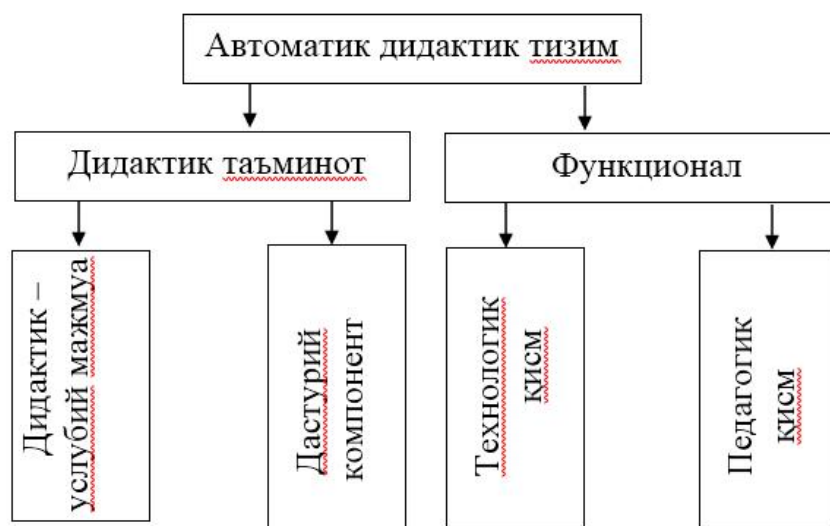 Автоматик дидактик тизим
Дидактик таъминот
Функционал
Дидактик –
услубий мажмуа
Дастурий
компонент
Технологик
қисм
Педагогик
қисм